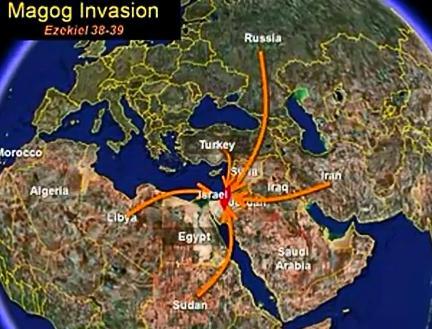 Magog Invasion
Ezekiel 38-39
Russia
Turkey
Syria
Iran
Iraq
Israel
Jordan
Morocco
Algeria
Libya
Egypt
Saudi
Arabia
Sudan